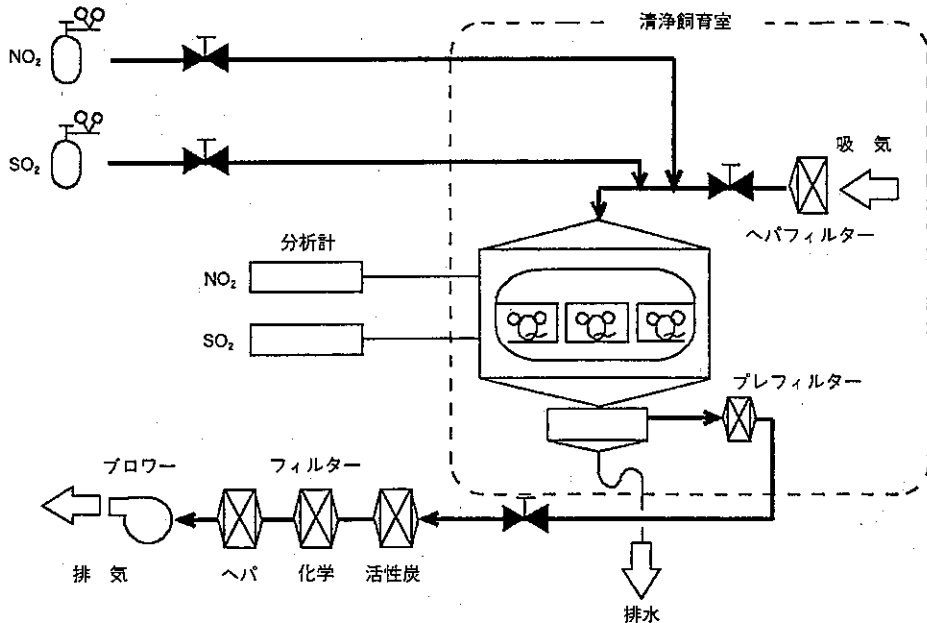 清浄飼育室
NO₂
SO₂
吸 気
ヘパフィルター
分析計
NO₂
SO₂
プレフィルター
ブロワー
フィルター
排 気
ヘパ
化学
活性炭
排水